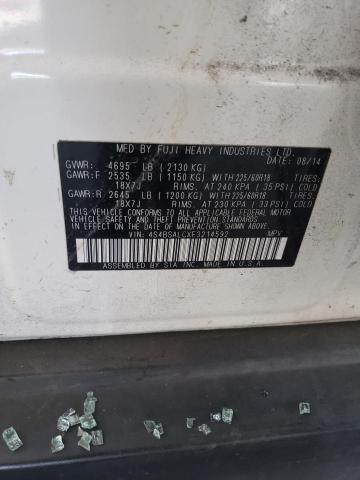 MFD BY FUJI HEAVY INDUSTRIES LTD.
DATE: 08/14
GVWR: 4695 LB (2130 KG)
GAWR:F 2535 LB (1150 KG) WITH 225/60R18 TIRES:
18X7J RIMS. AT 240 KPA ( 35 PSI) COLD
GAWR:R 2645 LB (1200 KG) WITH 225/60R18 TIRES:
18X7J RIMS. AT 230 KPA ( 33 PSI) COLD
THIS VEHICLE CONFORMS TO ALL APPLICABLE FEDERAL MOTOR
VEHICLE SAFETY AND THEFT PREVENTION STANDARDS IN EFFECT
ON THE DATE OF MANUFACTURE SHOWN ABOVE
VIN: 4S4BSALCXF3214592 MPV
ASSEMBLED BY SIA INC. IN U.S.A.